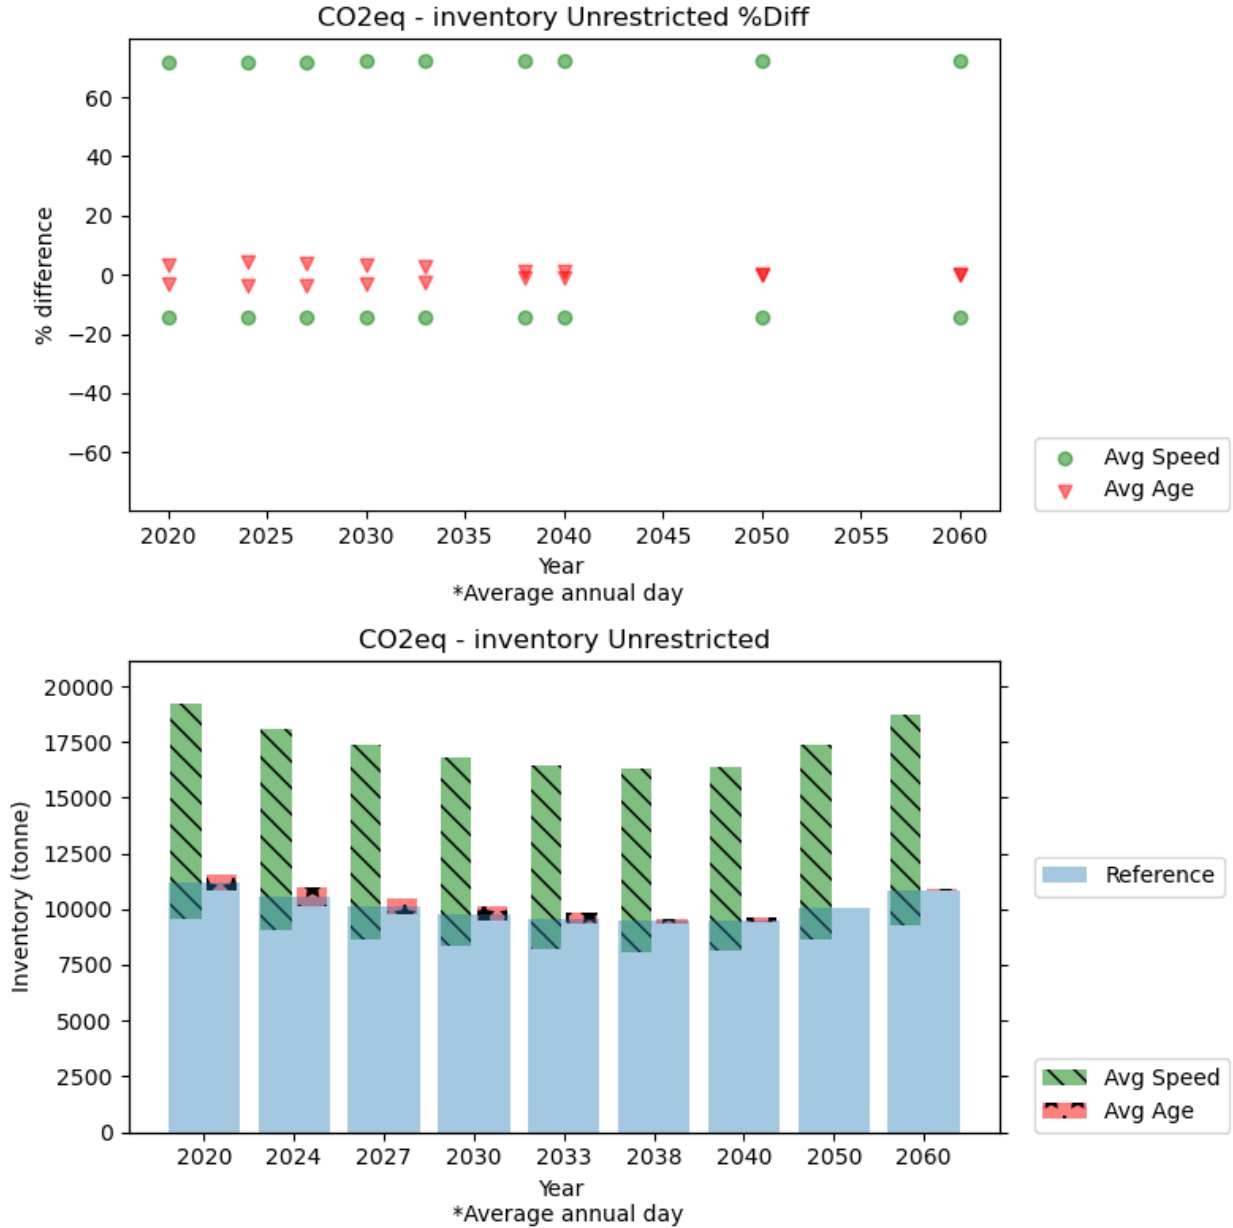 CO2eq - inventory Unrestricted %Diff
60
40
20
0
−20
−40
−60
% difference
2020 2025 2030 2035 2040 2045 2050 2055 2060
Year
*Average annual day
Avg Speed
Avg Age
CO2eq - inventory Unrestricted
20000
17500
15000
12500
10000
7500
5000
2500
0
Inventory (tonne)
2020 2024 2027 2030 2033 2038 2040 2050 2060
Year
*Average annual day
Reference
Avg Speed
Avg Age